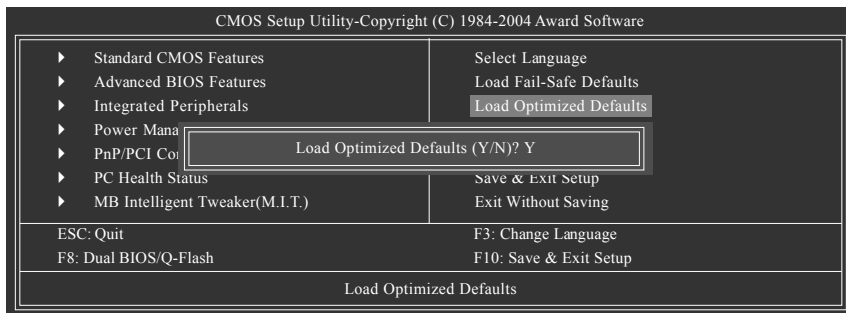 CMOS Setup Utility-Copyright (C) 1984-2004 Award Software
Standard CMOS Features
Advanced BIOS Features
Integrated Peripherals
Power Mana
PnP/PCI Co
PC Health Status
MB Intelligent Tweaker(M.I.T.)
Select Language
Load Fail-Safe Defaults
Load Optimized Defaults
Save & Exit Setup
Exit Without Saving
Load Optimized Defaults (Y/N)? Y
ESC: Quit
F3: Change Language
F8: Dual BIOS/Q-Flash
F10: Save & Exit Setup
Load Optimized Defaults